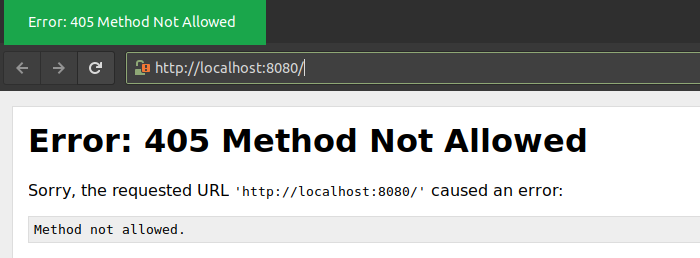 Error: 405 Method Not Allowed
http://localhost:8080/
Error: 405 Method Not Allowed
Sorry, the requested URL 'http://localhost:8080/' caused an error:
Method not allowed.